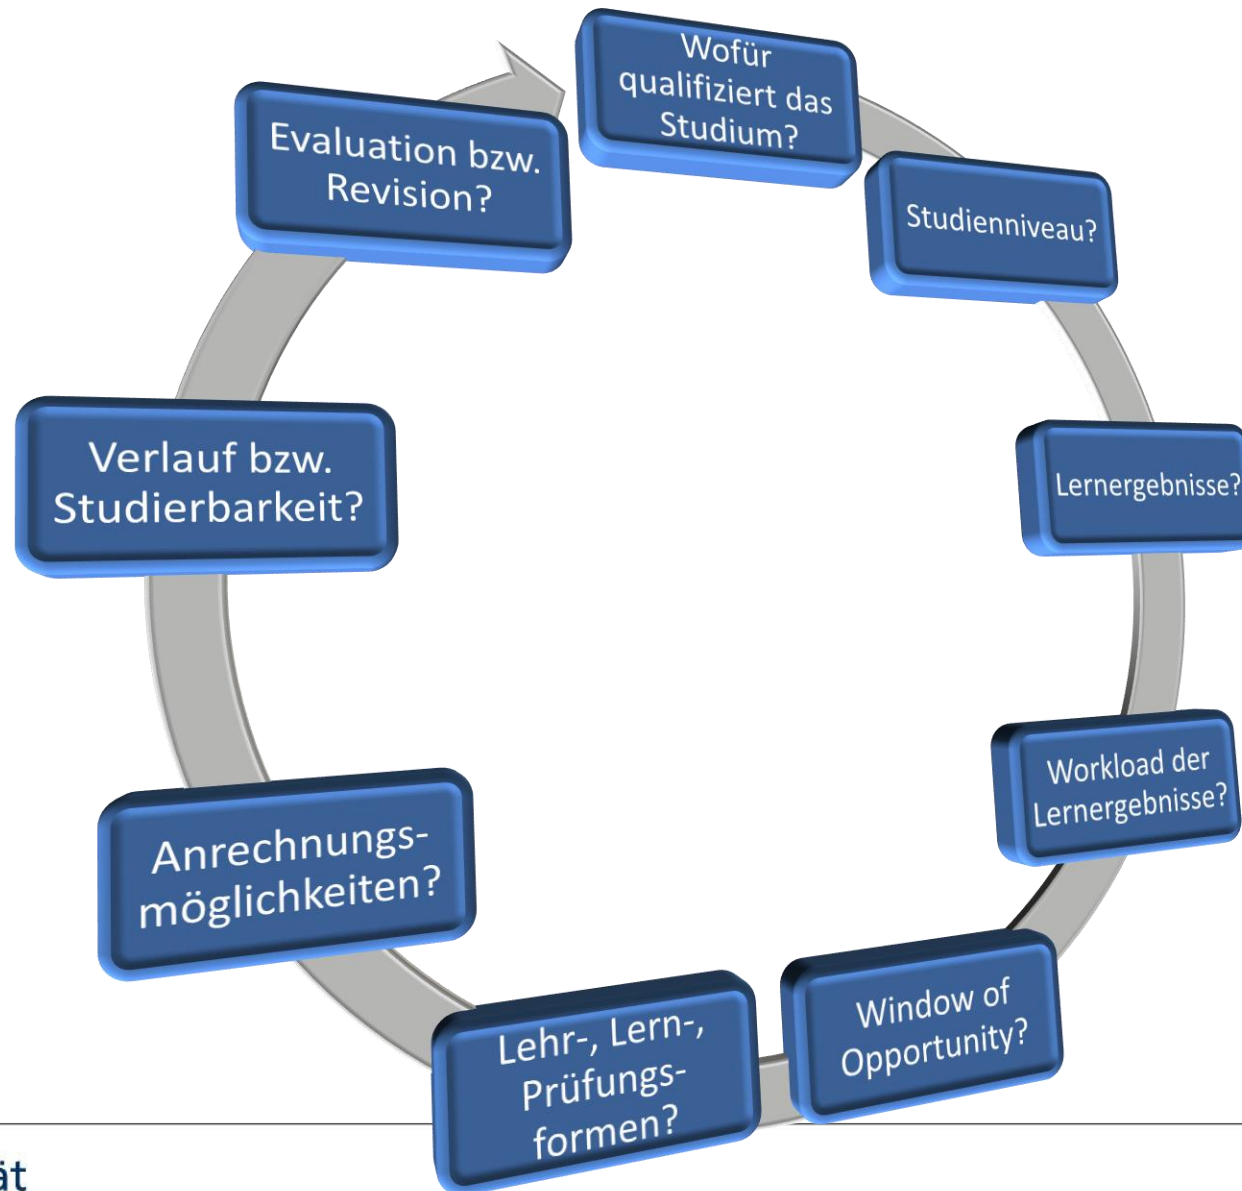 Wofür
qualifiziert das
Studium?
Studienniveau?
Lernergebnisse?
Workload der
Lernergebnisse?
Window of
Opportunity?
Lehr-, Lern-,
Prüfungs-
formen?
Anrechnungs-
möglichkeiten?
Verlauf bzw.
Studierbarkeit?
Evaluation bzw.
Revision?
ät